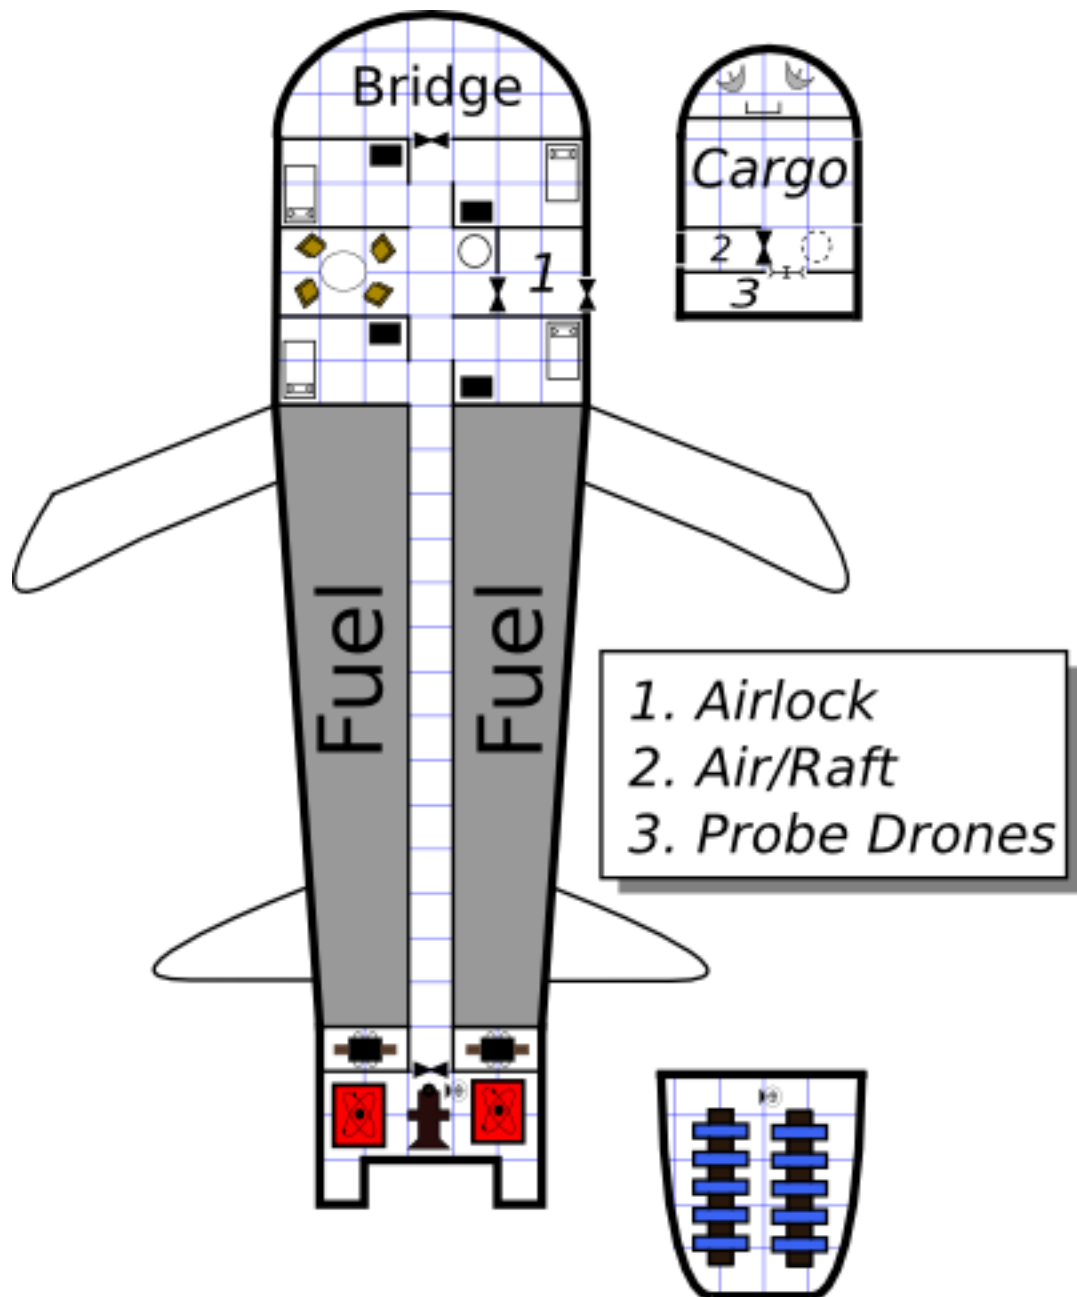 Bridge
Cargo
1
2
3
Fuel
Fuel
1. Airlock
2. Air/Raft
3. Probe Drones